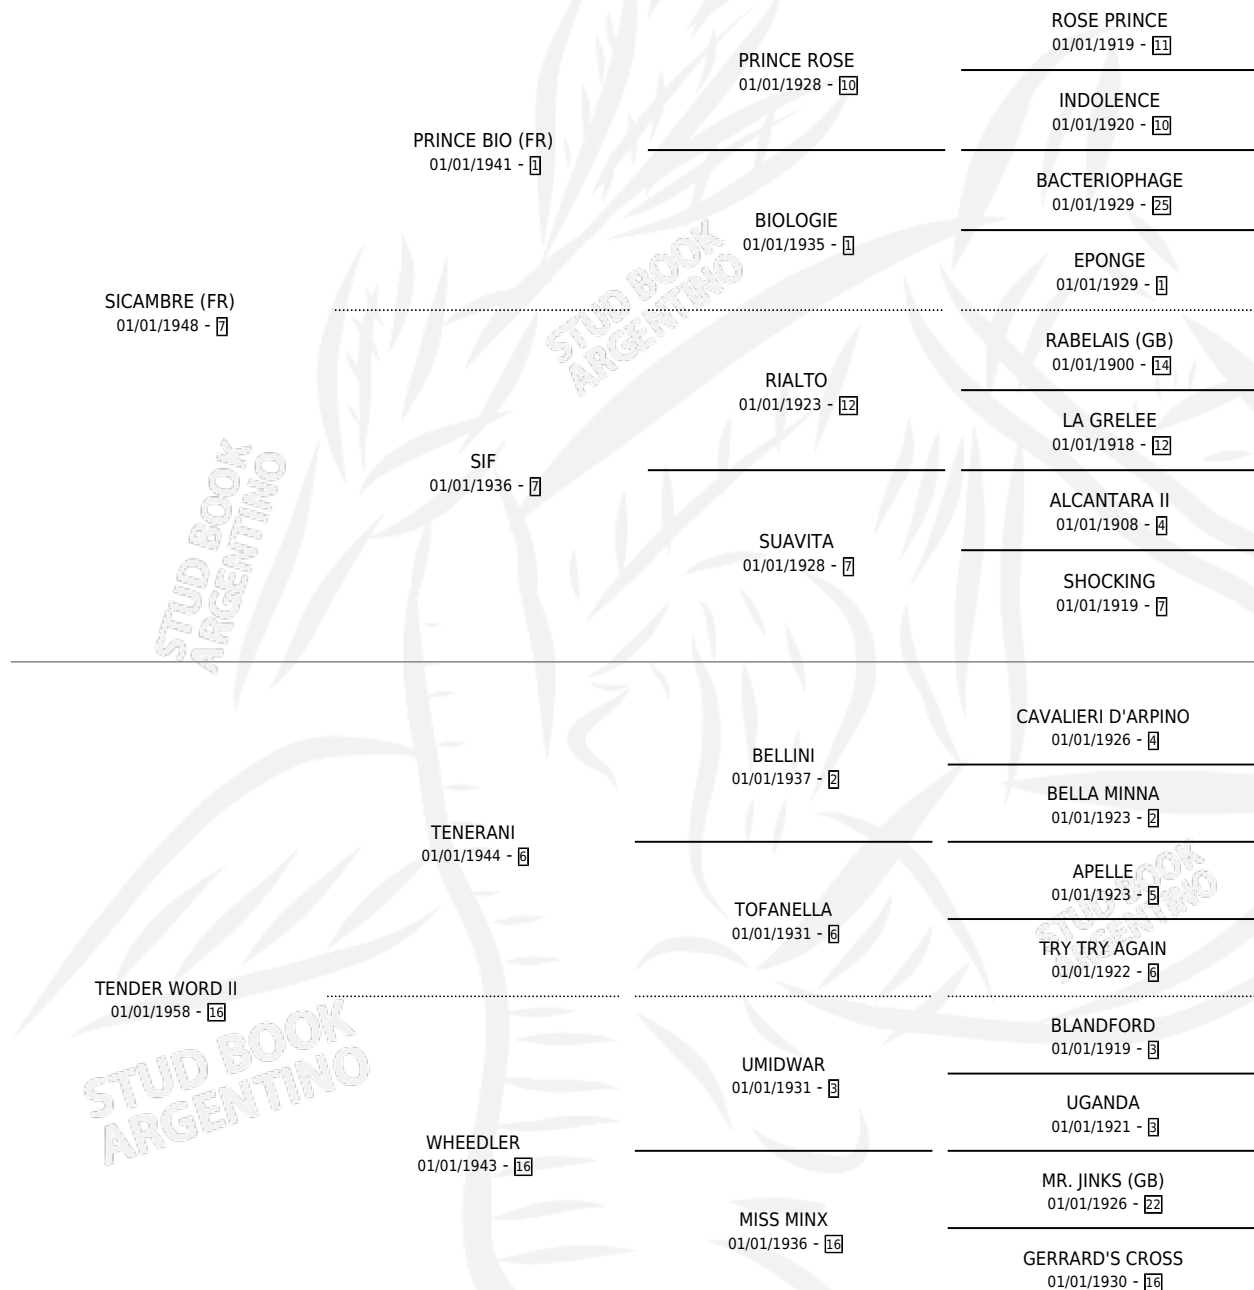 ROSE PRINCE
01/01/1919 - 11
PRINCE ROSE
01/01/1928 - 10
INDOLENCE
01/01/1920 - 10
PRINCE BIO (FR)
01/01/1941 - 1
BACTERIOPHAGE
01/01/1929 - 25
BIOLOGIE
01/01/1935 - 1
EPONGE
01/01/1929 - 1
SICAMBRE (FR)
01/01/1948 - 7
STUD BOOK
ARGENTINO
RABELAIS (GB)
01/01/1900 - 14
RIALTO
01/01/1923 - 12
LA GRELEE
01/01/1918 - 12
SIF
01/01/1936 - 7
STUD BOOK
ARGENTINO
ALCANTARA II
01/01/1908 - 4
SUAVITA
01/01/1928 - 7
SHOCKING
01/01/1919 - 7
CAVALIERI D'ARPINO
01/01/1926 - 4
BELLINI
01/01/1937 - 2
BELLA MINNA
01/01/1923 - 2
TENERANI
01/01/1944 - 6
APELLE
01/01/1923 - 5
STUD BOOK
ARGENTINO
TOFANELLA
01/01/1931 - 6
TRY TRY AGAIN
01/01/1922 - 6
TENDER WORD II
01/01/1958 - 16
STUD BOOK
ARGENTINO
BLANDFORD
01/01/1919 - 3
UMIDWAR
01/01/1931 - 3
UGANDA
01/01/1921 - 3
WHEEDLER
01/01/1943 - 16
MR. JINKS (GB)
01/01/1926 - 22
MISS MINX
01/01/1936 - 16
GERRARD'S CROSS
01/01/1930 - 16